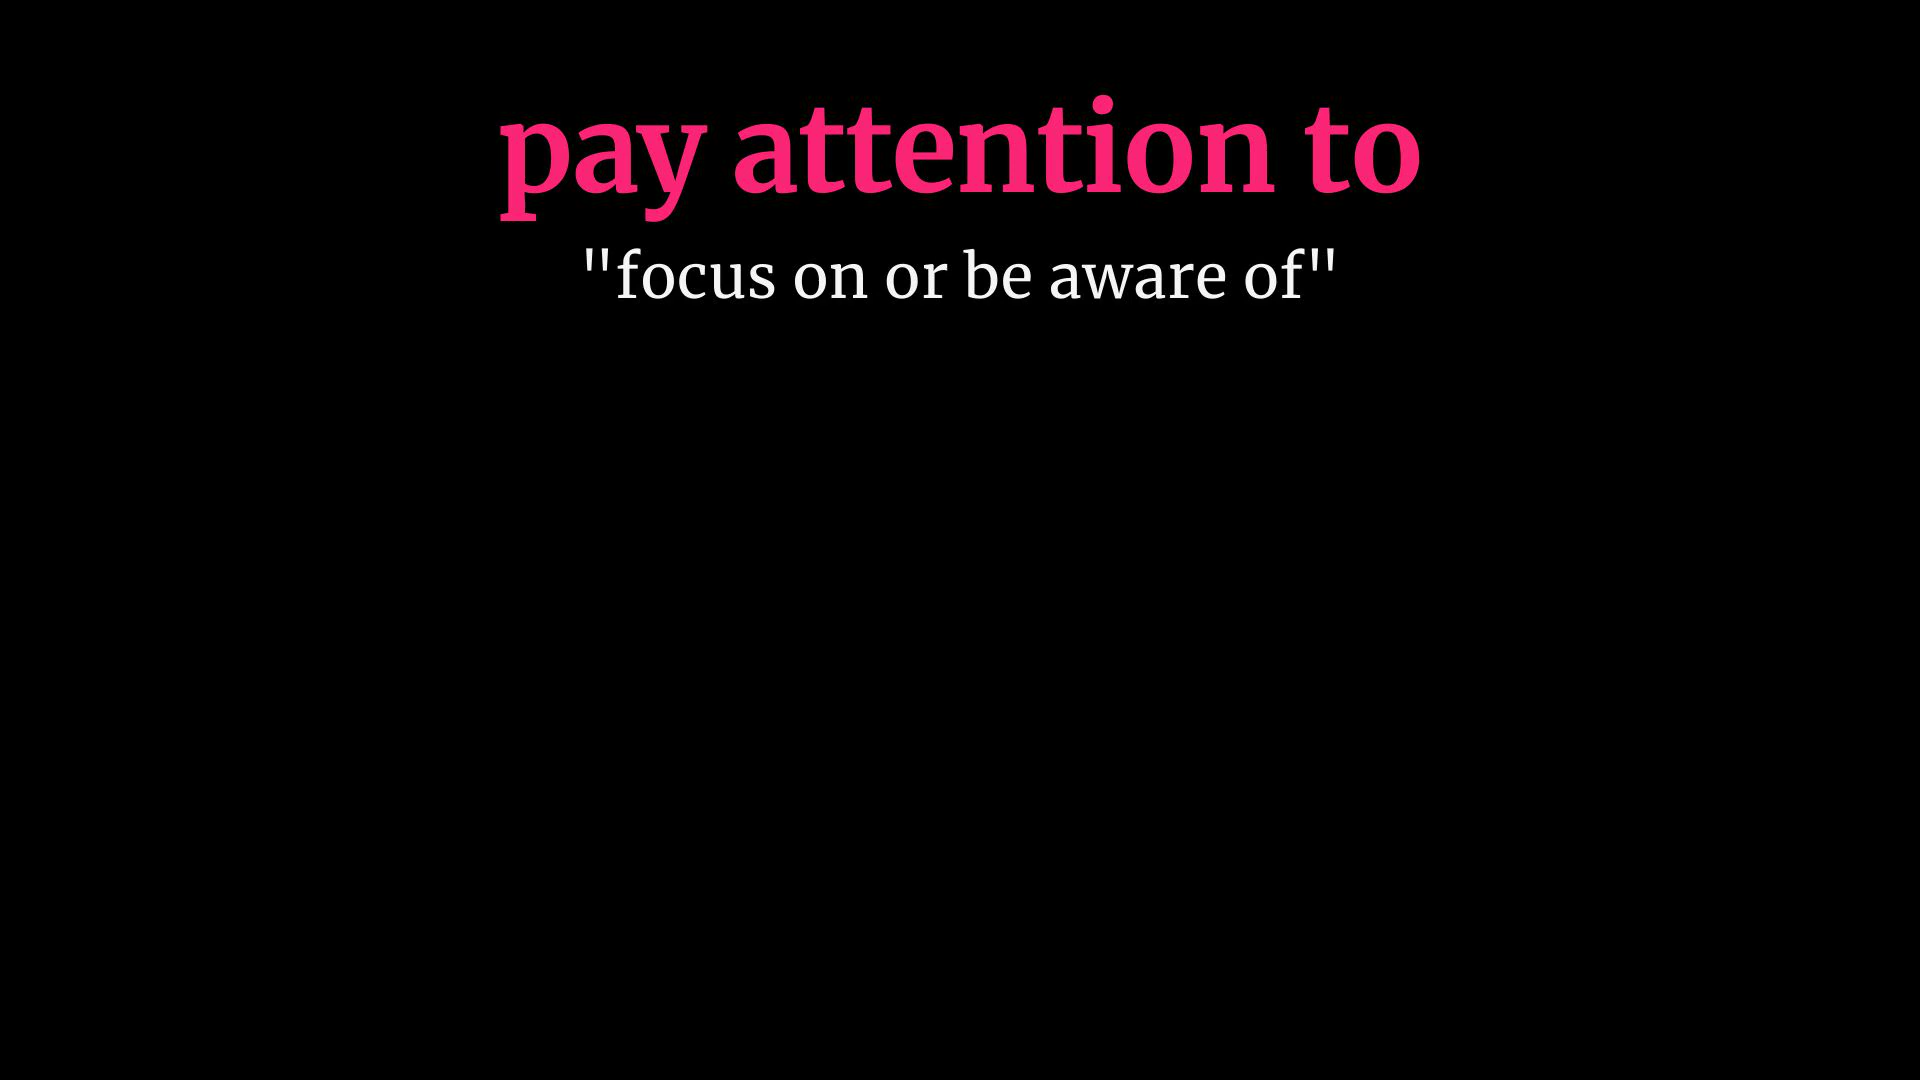 pay attention to
"focus on or be aware of"